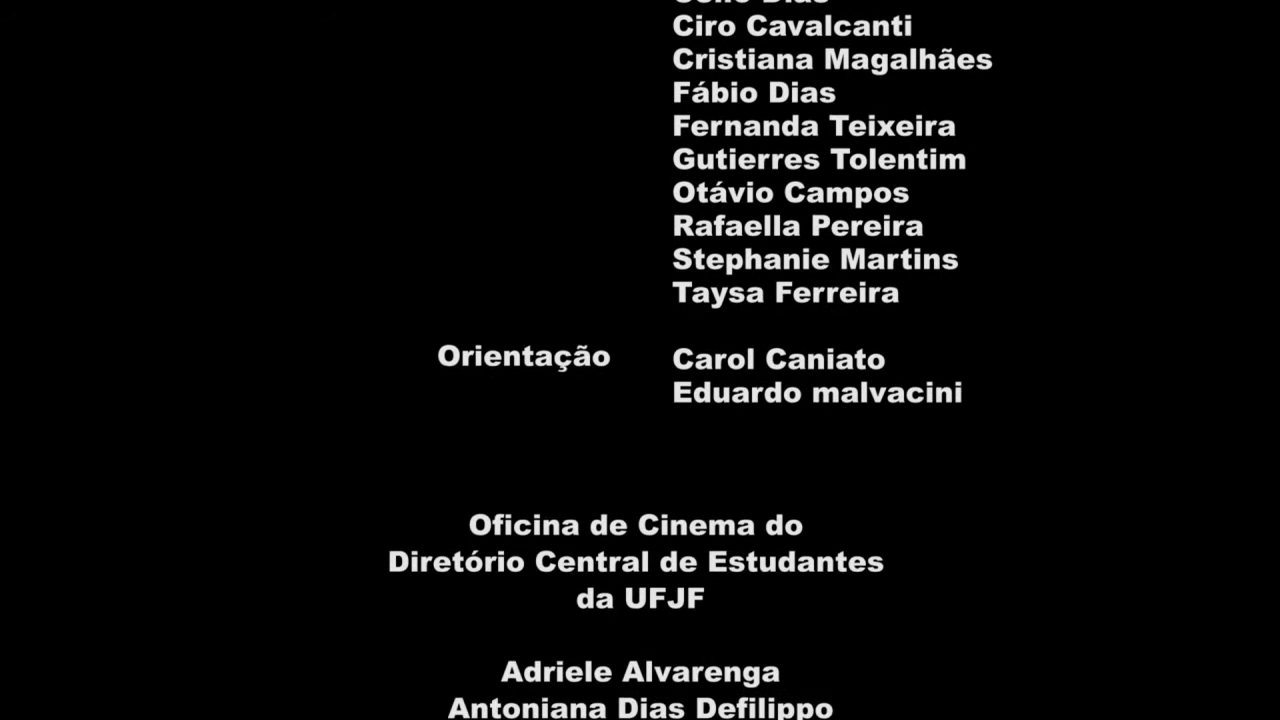 Ciro Cavalcanti
Cristiana Magalhães
Fábio Dias
Fernanda Teixeira
Gutierres Tolentim
Otávio Campos
Rafaella Pereira
Stephanie Martins
Taysa Ferreira
Orientação Carol Caniato
Eduardo malvacini
Oficina de Cinema do
Diretório Central de Estudantes
da UFJF
Adriele Alvarenga
Antoniana Dias Defilippo